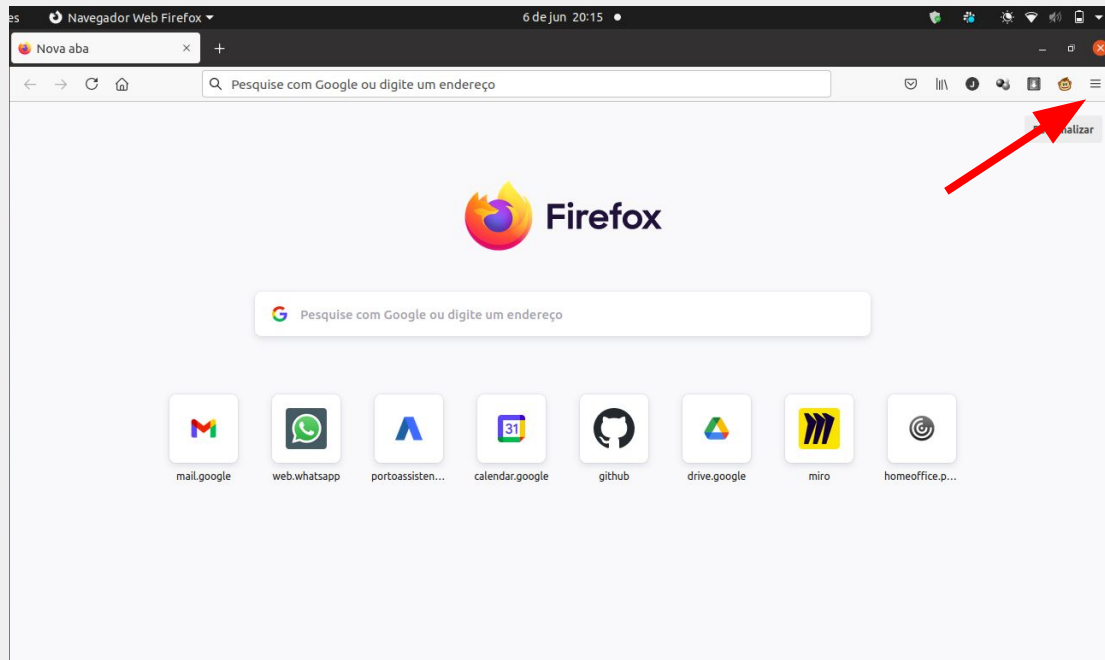 es Navegador Web Firefox 6 de jun 20:15
Nova aba
Pesquise com Google ou digite um endereço
J
nalizar
Firefox
G Pesquise com Google ou digite um endereço
31
mail.google web.whatsapp portoassisten... calendar.google github drive.google miro homeoffice.p...